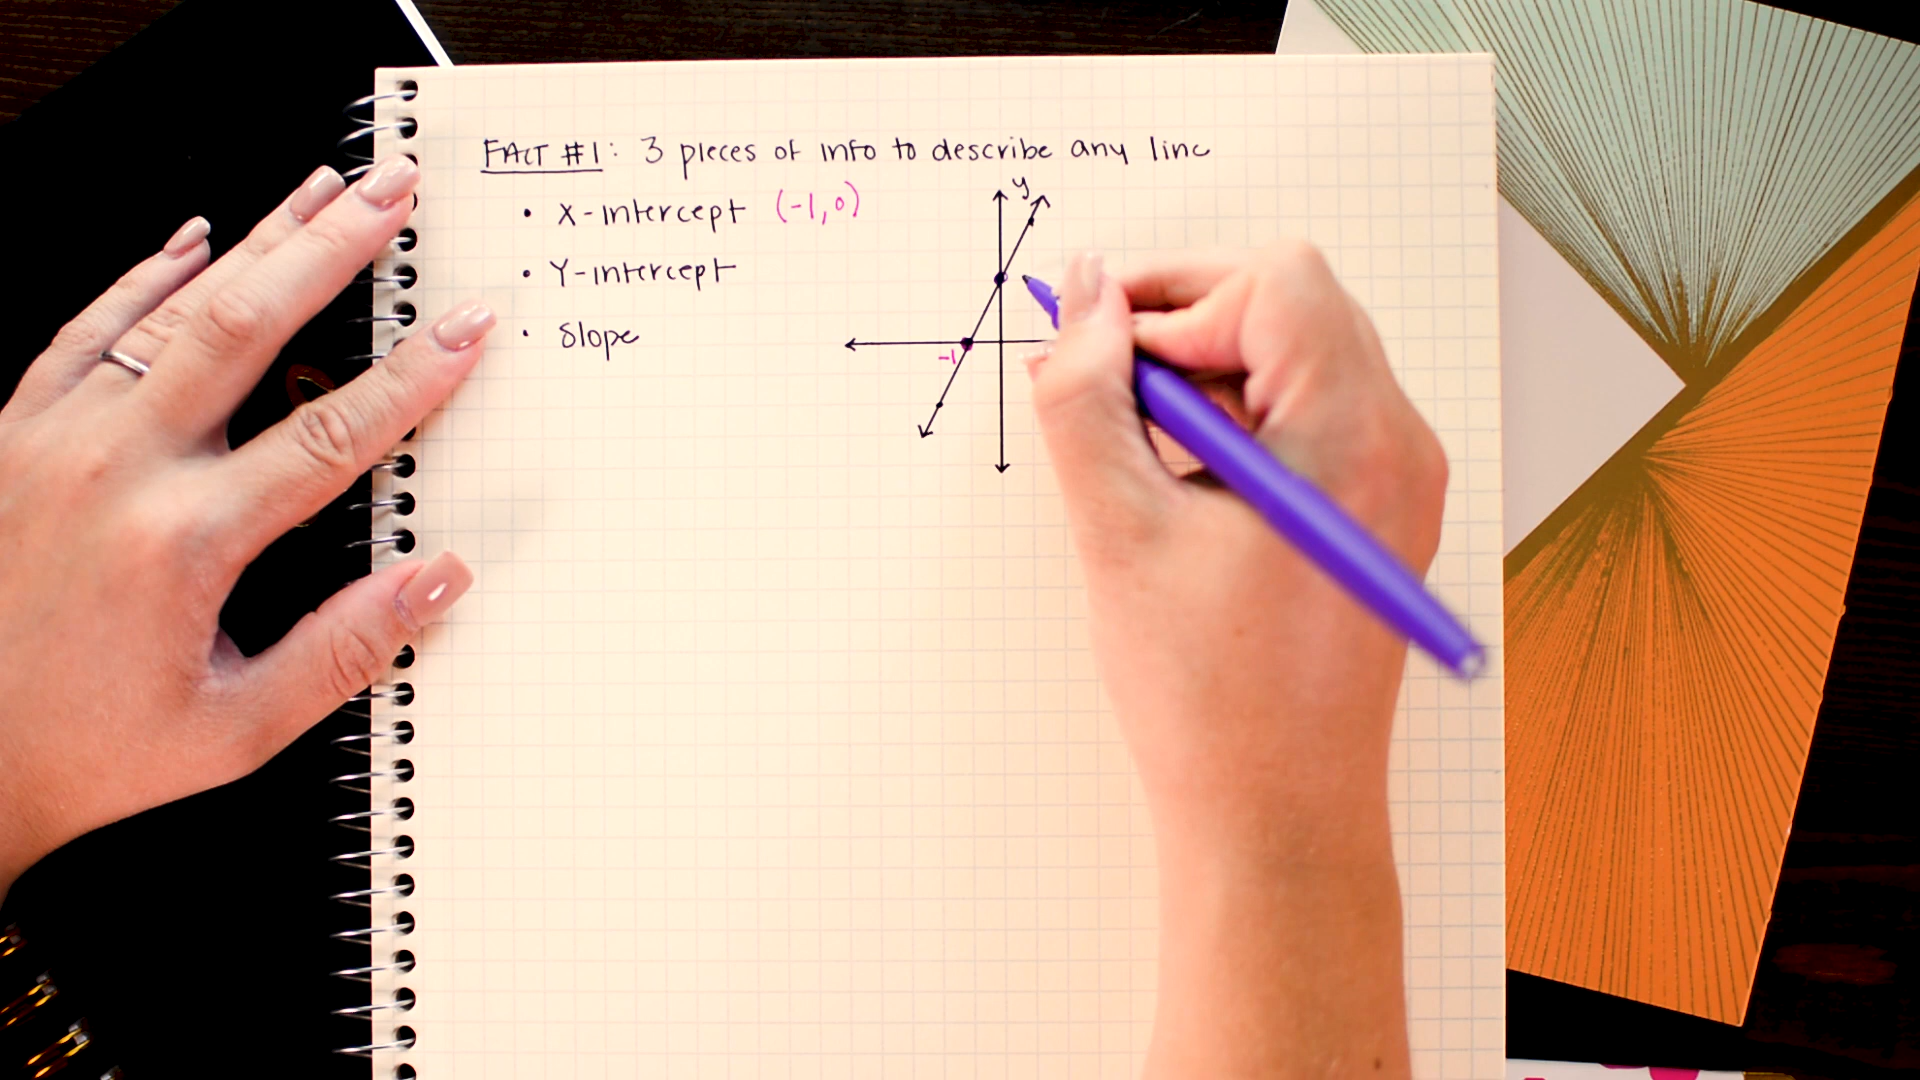 FACT #1: 3 pieces of info to describe any line
• X-intercept (-1,0)
• Y-intercept
• Slope
y
-1